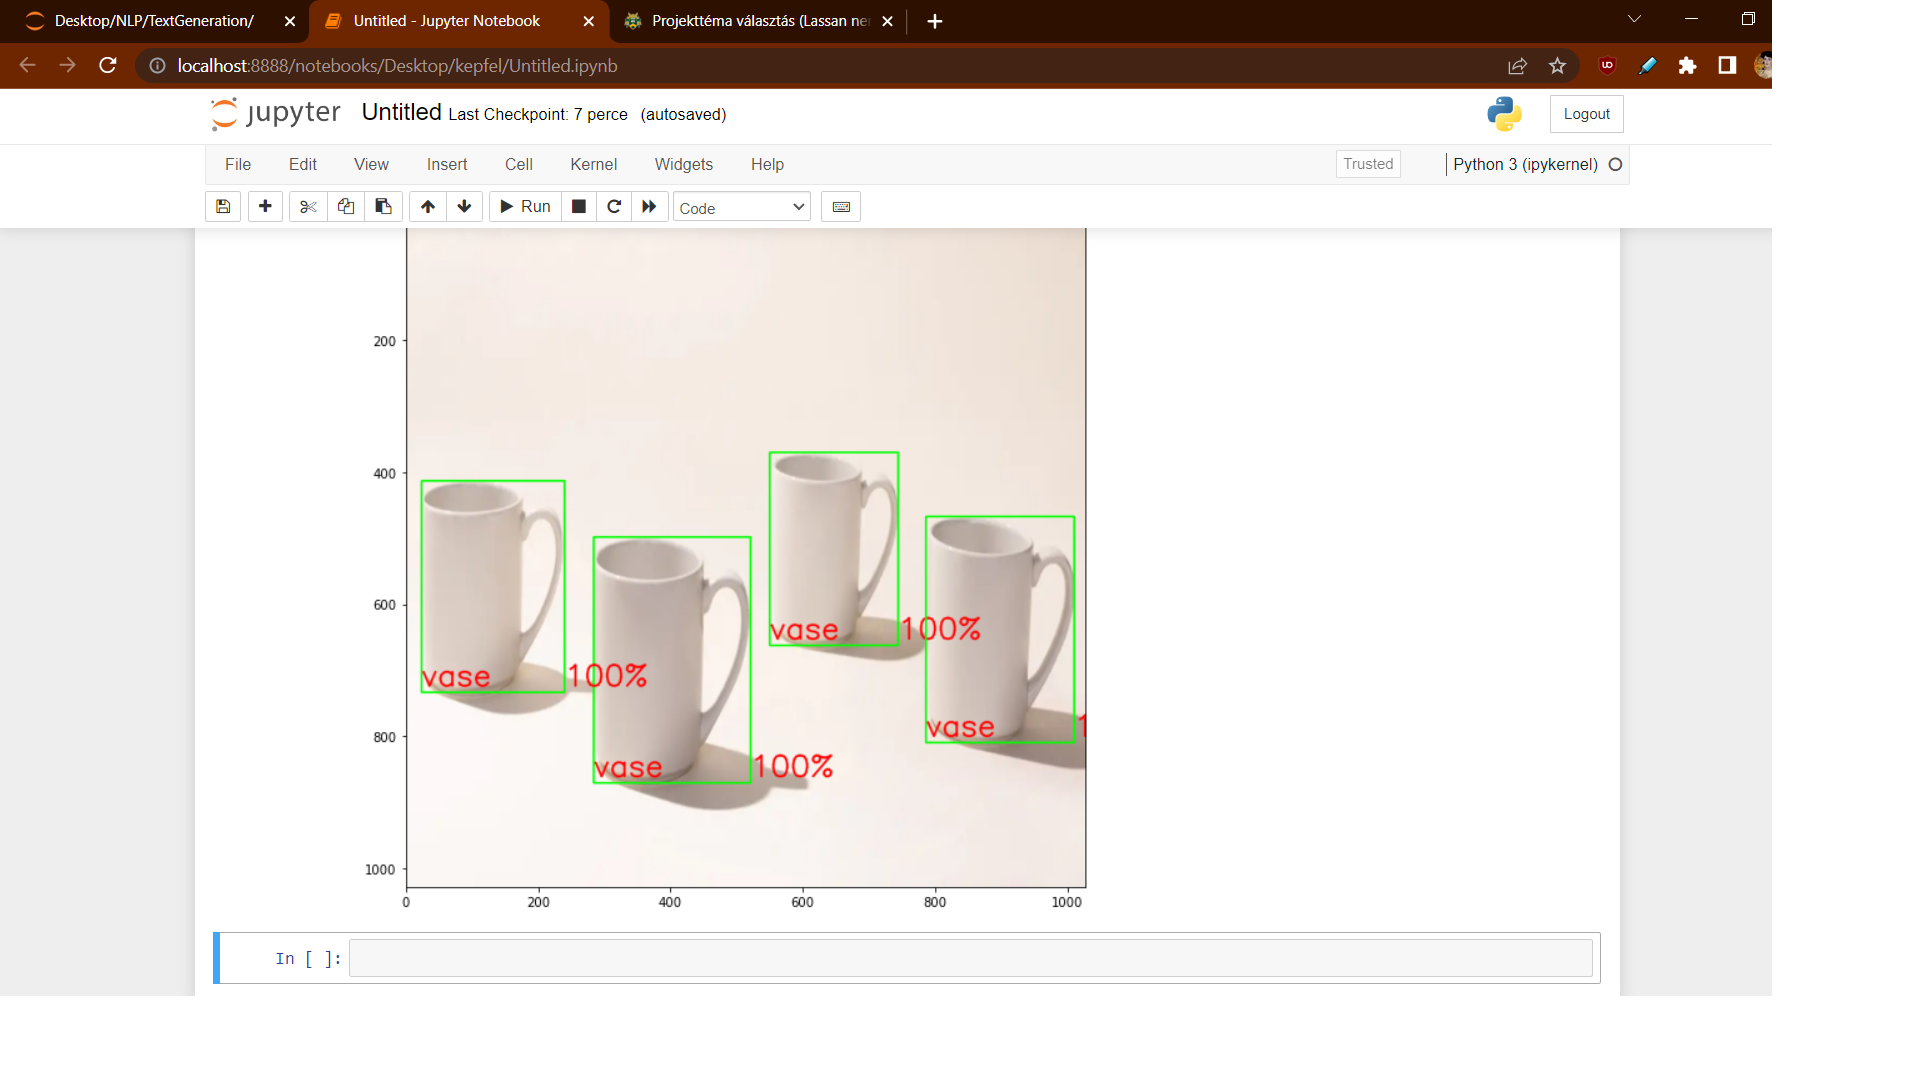 Desktop/NLP/TextGeneration/
Untitled - Jupyter Notebook
Projekttéma választás (Lassan ner
localhost:8888/notebooks/Desktop/kepfel/Untitled.ipynb
jupyter Untitled Last Checkpoint: 7 perce (autosaved)
Logout
File Edit View Insert Cell Kernel Widgets Help
Trusted
Python 3 (ipykernel)
Run
Code
200
400
600
800
1000
vase 100%
vase 100%
vase 100%
vase 1
0 200 400 600 800 1000
In [ ]: